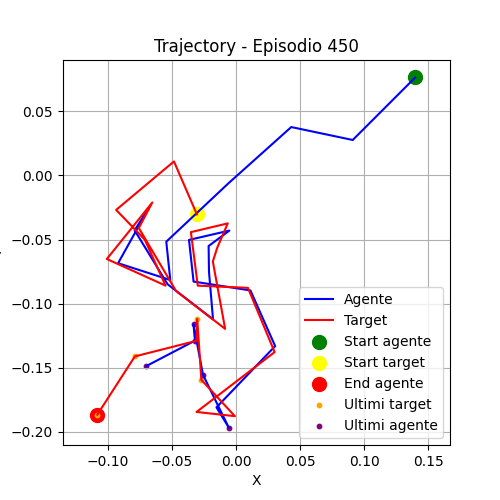 Trajectory - Episodio 450
0.05
0.00
−0.05
−0.10
−0.15
−0.20
Agente
Target
Start agente
Start target
End agente
Ultimi target
Ultimi agente
−0.10
−0.05
0.00
0.05
0.10
0.15
X